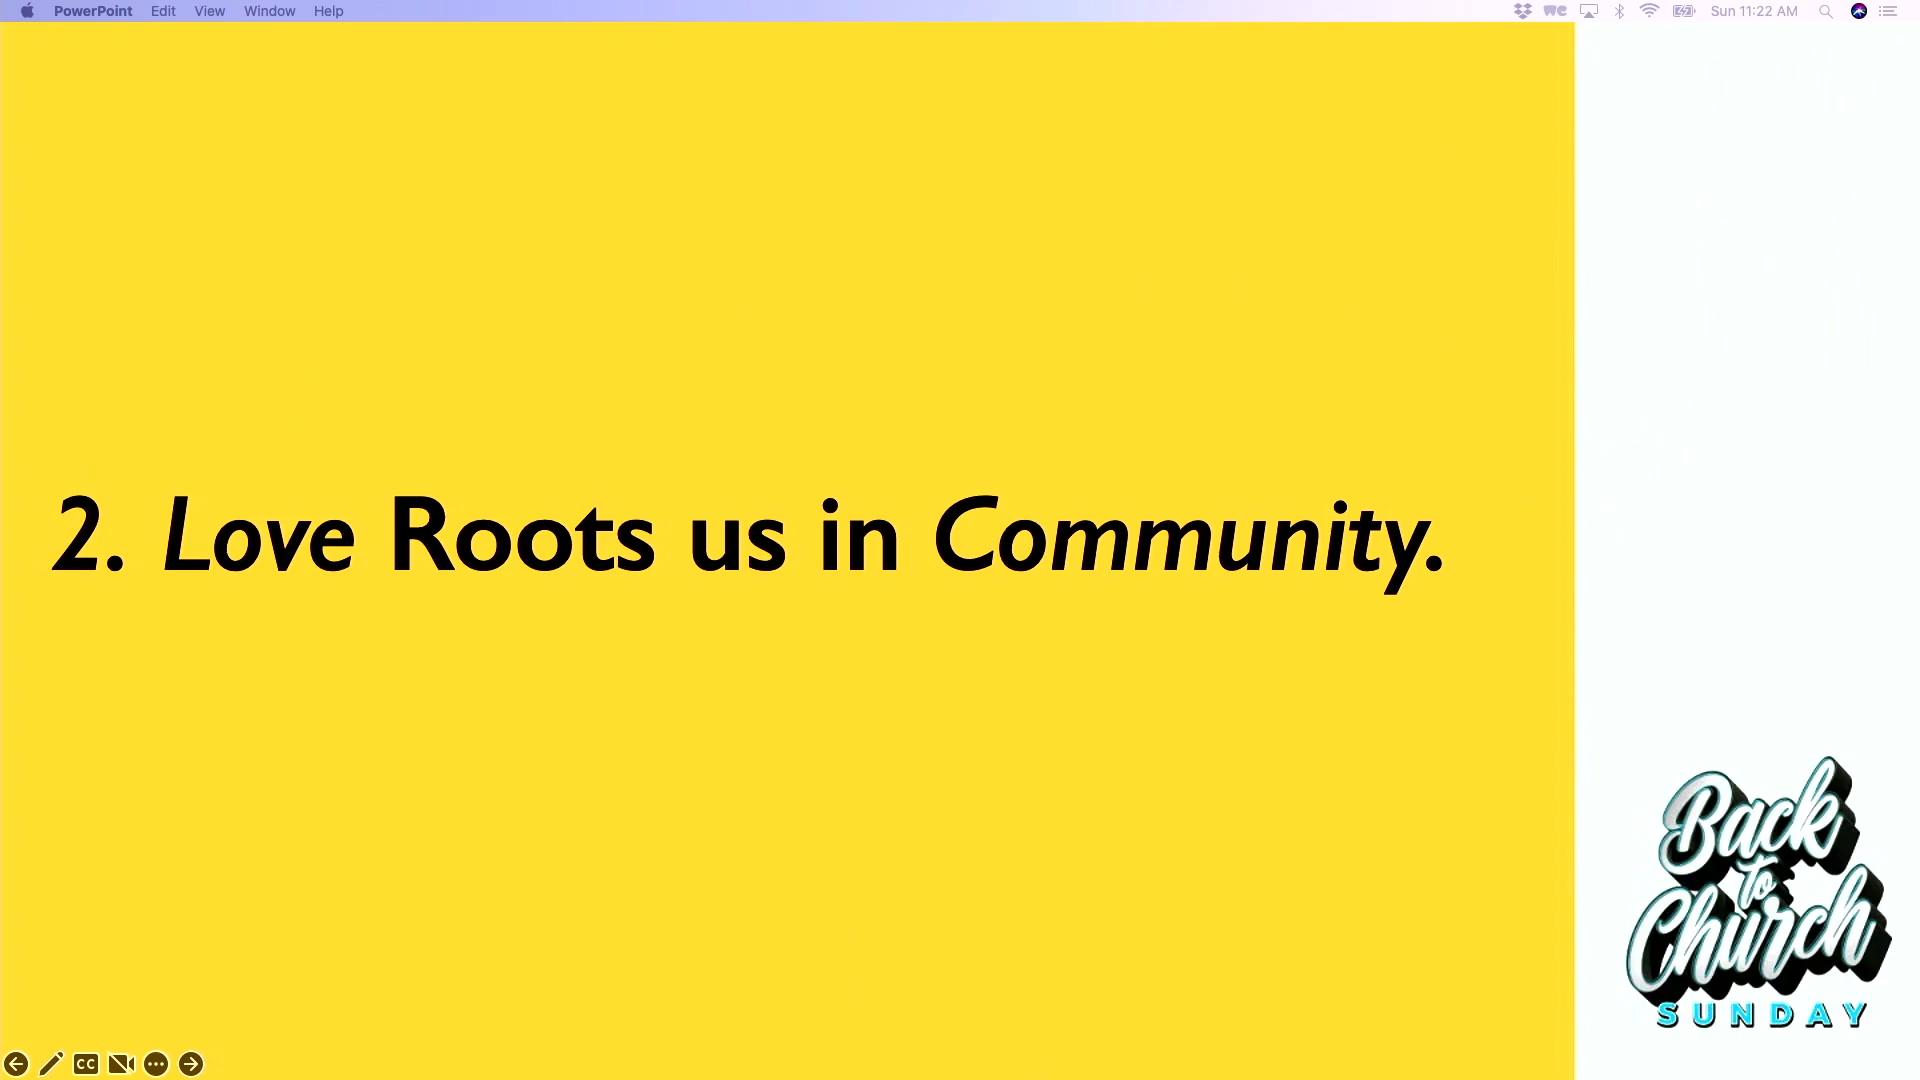 PowerPoint Edit View Window Help
Sun 11:22 AM
2. Love Roots us in Community.
Back
to
Church
SUNDAY
CC